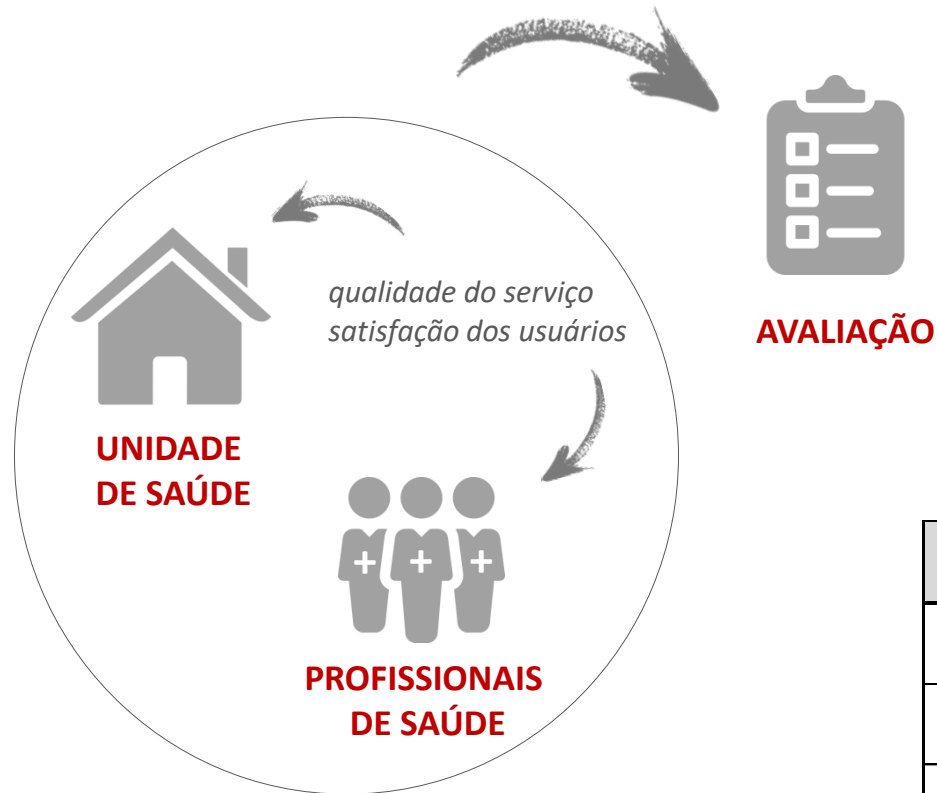 qualidade do serviço
satisfação dos usuários
AVALIAÇÃO
UNIDADE
DE SAÚDE
PROFISSIONAIS
DE SAÚDE